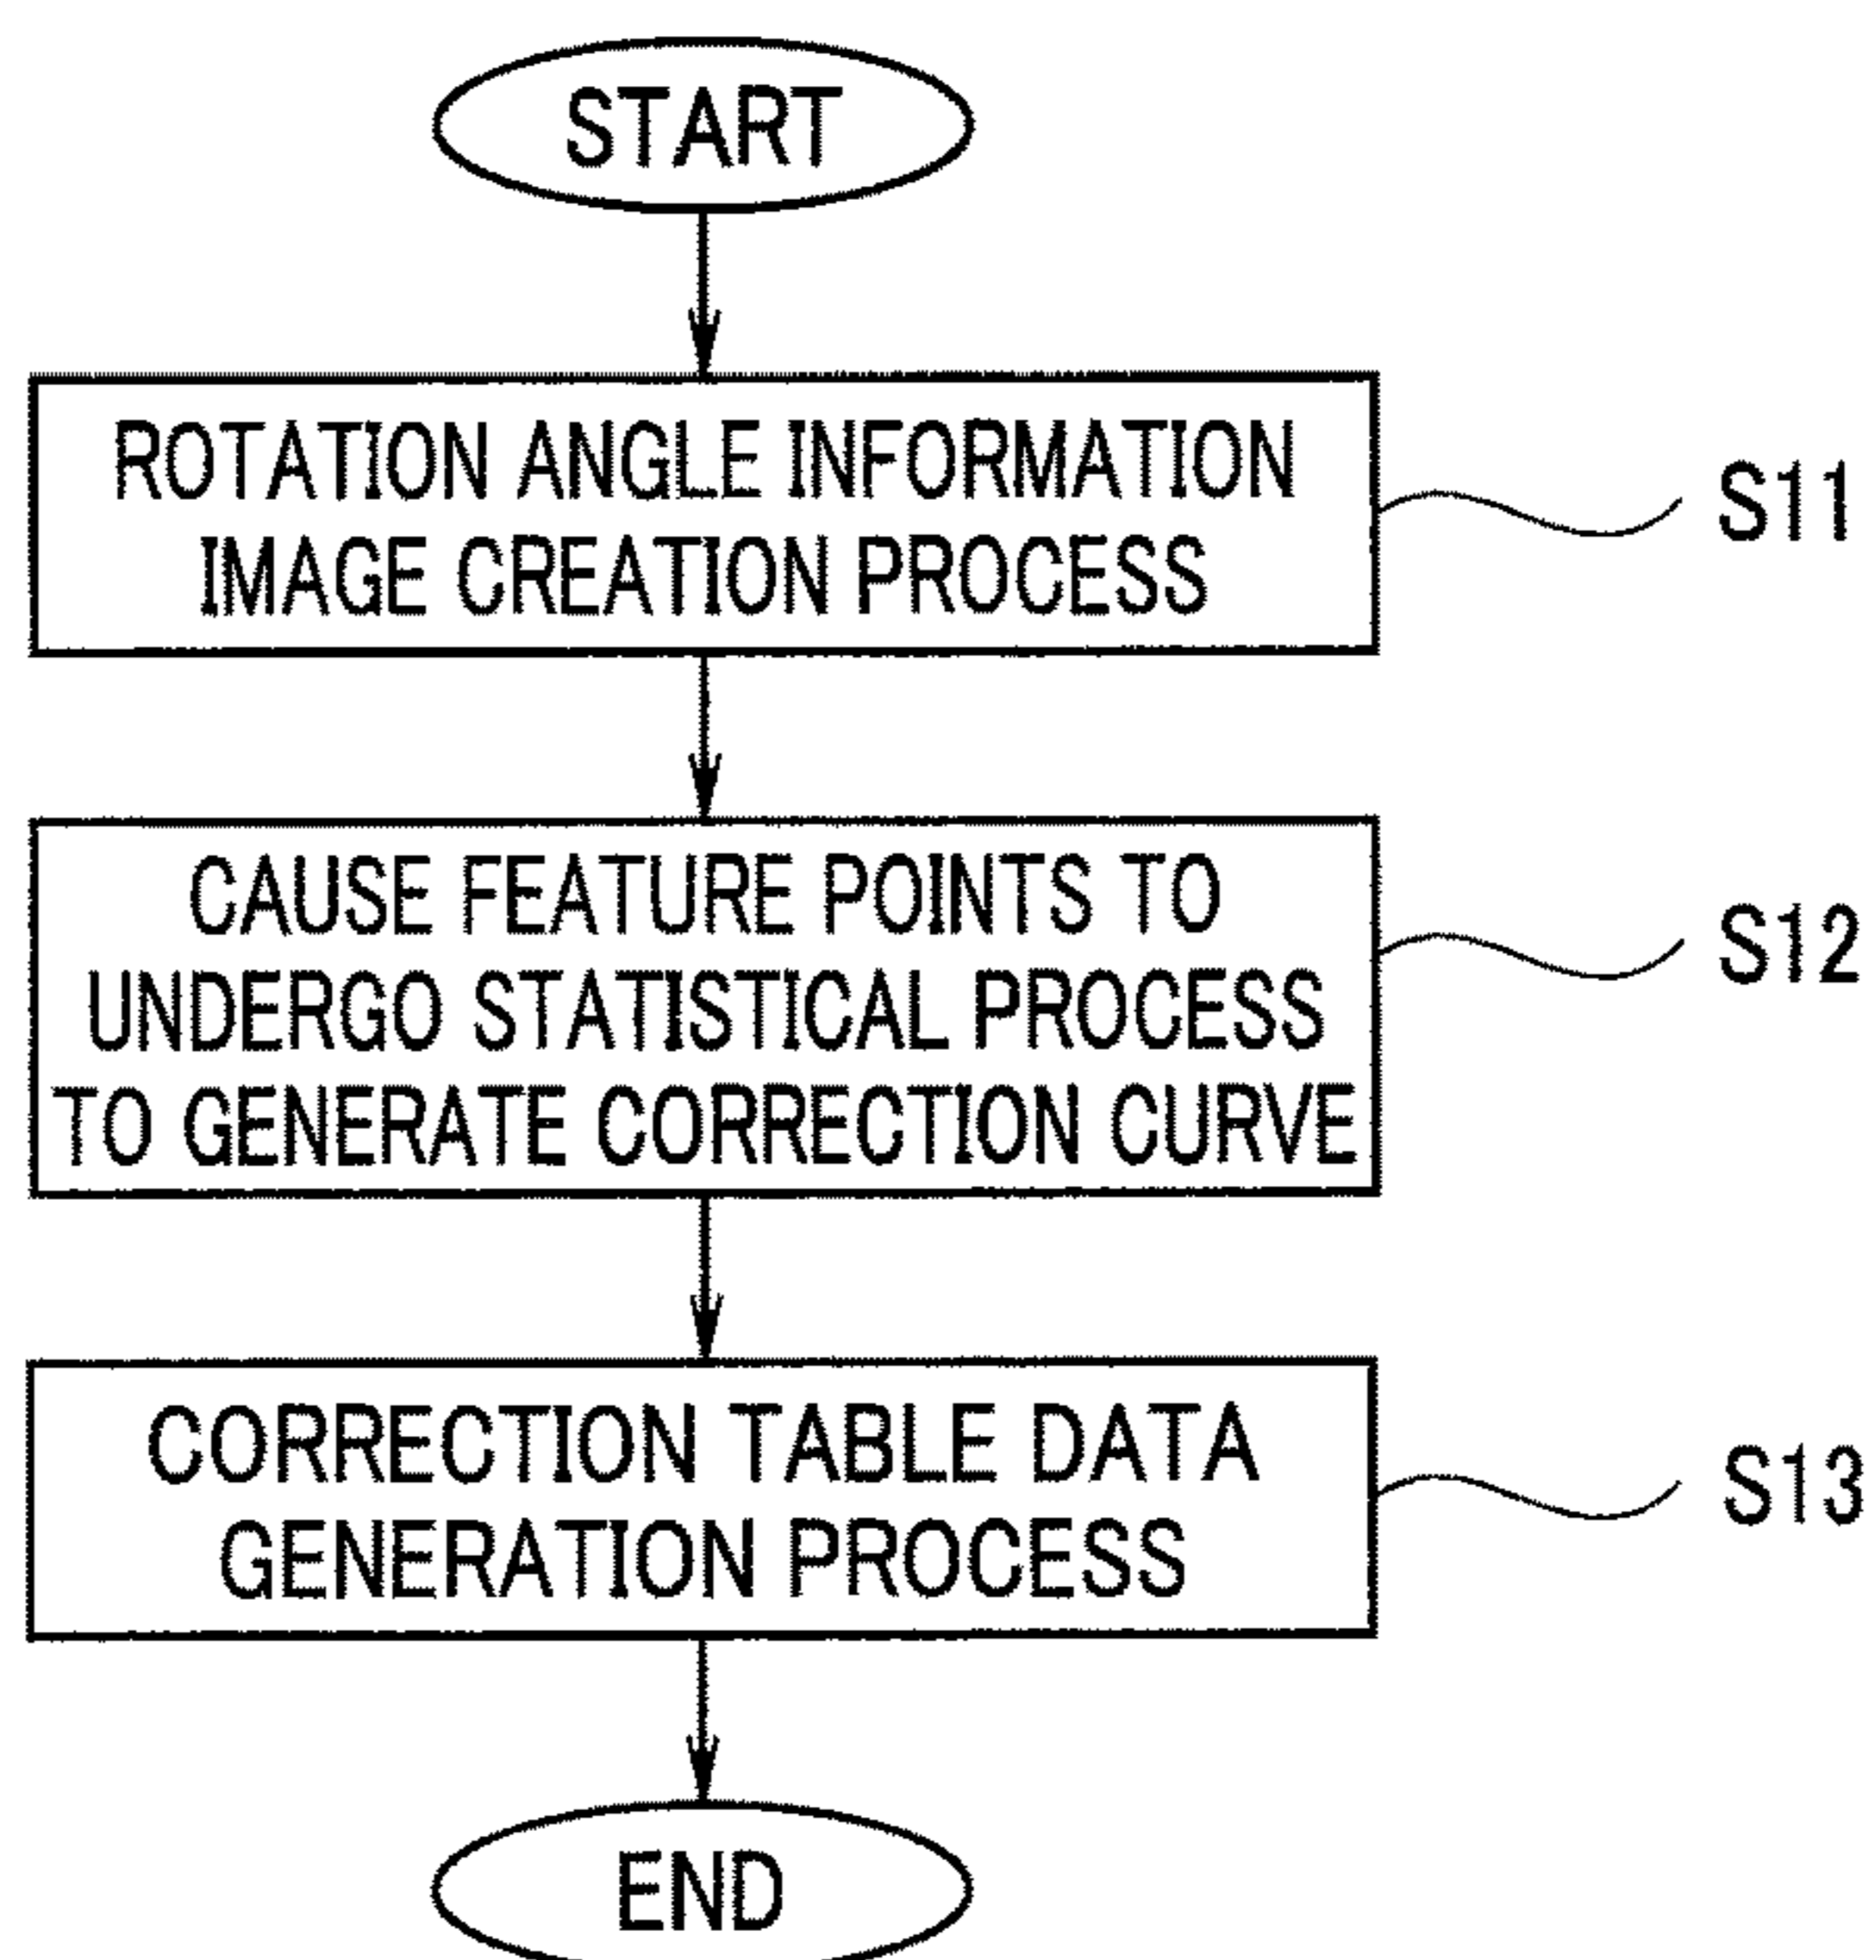 START
ROTATION ANGLE INFORMATION
IMAGE CREATION PROCESS
S11
CAUSE FEATURE POINTS TO
UNDERGO STATISTICAL PROCESS
TO GENERATE CORRECTION CURVE
S12
CORRECTION TABLE DATA
GENERATION PROCESS
S13
END